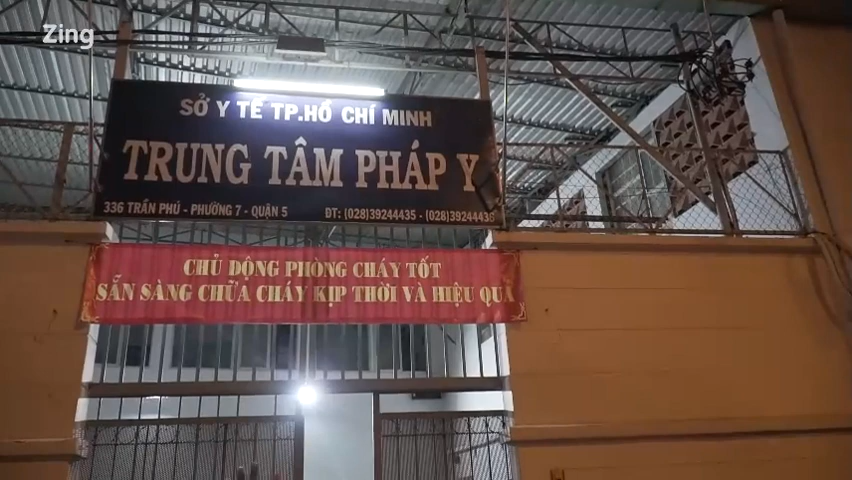 Zing
SỞ Y TẾ TP.HỒ CHÍ MINH
TRUNG TÂM PHÁP Y
336 TRẦN PHÚ - PHƯỜNG 7 - QUẬN 5 ĐT: (028)39244435 - (028)39244436
CHỦ ĐỘNG PHÒNG CHÁY TỐT
SẴN SÀNG CHỮA CHÁY KỊP THỜI VÀ HIỆU QUẢ